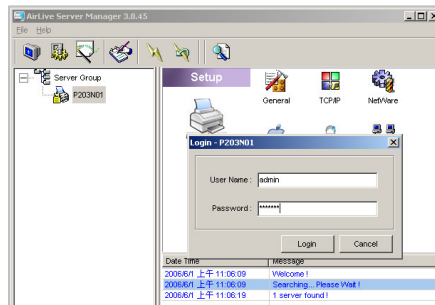 AirLive Server Manager 3.0.45
File Help
Server Group
P203N01
Setup
General
TCP/IP
NetWare
Login - P203N01
User Name :
admin
Password :
*******
Login
Cancel
Date Time
Message
2006/6/1 上午 11:06:09 Welcome !
2006/6/1 上午 11:06:09 Searching... Please Wait !
2006/6/1 上午 11:06:19 1 server found !